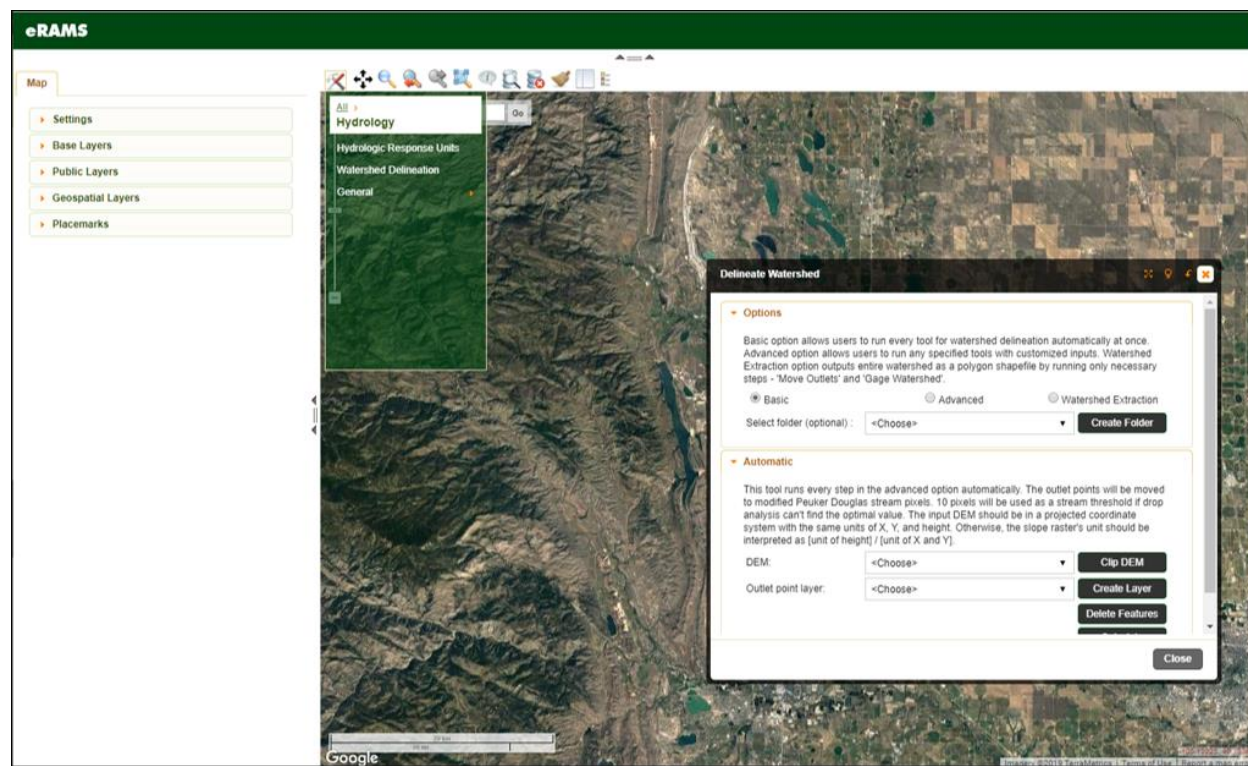 eRAMS
Map
Settings
Base Layers
Public Layers
Geospatial Layers
Placemarks
All
Hydrology
Hydrologic Response Units
Watershed Delineation
General
Go
Delineate Watershed
Options
Basic option allows users to run every tool for watershed delineation automatically at once.
Advanced option allows users to run any specified tools with customized inputs. Watershed
Extraction option outputs entire watershed as a polygon shapefile by running only necessary
steps - 'Move Outlets' and 'Gage Watershed'.
Basic Advanced Watershed Extraction
Select folder (optional) : <Choose> Create Folder
Automatic
This tool runs every step in the advanced option automatically. The outlet points will be moved
to modified Peuker Douglas stream pixels. 10 pixels will be used as a stream threshold if drop
analysis can't find the optimal value. The input DEM should be in a projected coordinate
system with the same units of X, Y, and height. Otherwise, the slope raster's unit should be
interpreted as [unit of height] / [unit of X and Y].
DEM: <Choose> Clip DEM
Outlet point layer: <Choose> Create Layer
Delete Features
Close
Google
Imagery ©2019 TerraMetrics Terms of Use Report a map error